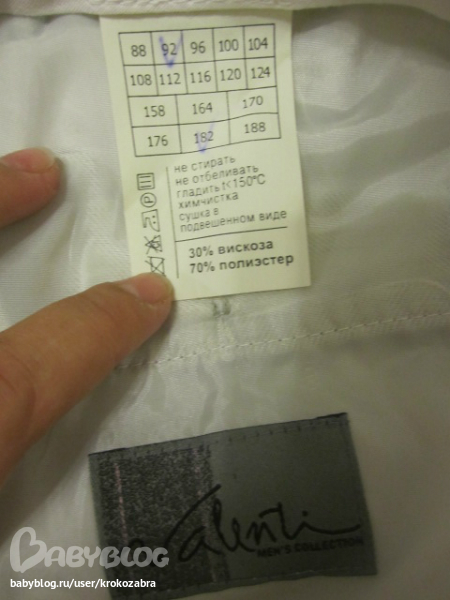 88 92 96 100 104
108 112 116 120 124
158 164 170
176 182 188
не стирать
не отбеливать
гладить t<150°C
химчистка
сушка в
подвешенном виде
30% вискоза
70% полиэстер
Valenti
MEN'S COLLECTION
BABYBLOG
babyblog.ru/user/krokozabra